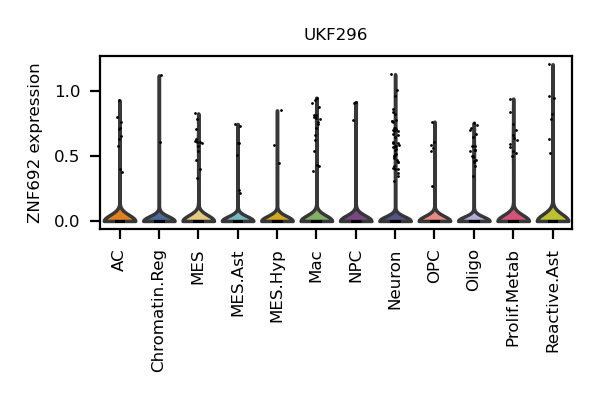 UKF296
ZNF692 expression
1.0
0.5
0.0
AC
Chromatin.Reg
MES
MES.Ast
MES.Hyp
Mac
NPC
Neuron
OPC
Oligo
Prolif.Metab
Reactive.Ast